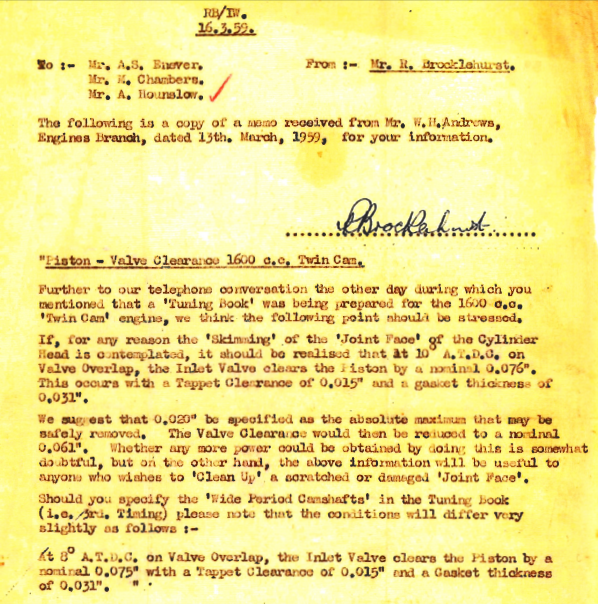 RB/IW.
16.3.59.
To :- Mr. A.S. Enever. From :- Mr. R. Brocklehurst.
Mr. M. Chambers.
Mr. A. Rounslow.
The following is a copy of a memo received from Mr. W.H.Andrews,
Engines Branch, dated 13th. March, 1959, for your information.
RBrocklehurst.
"Piston - Valve Clearance 1600 c.c. Twin Cam.
Further to our telephone conversation the other day during which you
mentioned that a 'Tuning Book' was being prepared for the 1600 c.c.
'Twin Cam' engine, we think the following point should be stressed.
If, for any reason the 'Skimming' of the 'Joint Face' of the Cylinder
Head is contemplated, it should be realised that at 10° A.T.D.C. on
Valve Overlap, the Inlet Valve clears the Piston by a nominal 0.076".
This occurs with a Tappet Clearance of 0.015" and a gasket thickness of
0.031".
We suggest that 0.020" be specified as the absolute maximum that may be
safely removed. The Valve Clearance would then be reduced to a nominal
0.061". Whether any more power could be obtained by doing this is somewhat
doubtful, but on the other hand, the above information will be useful to
anyone who wishes to 'Clean Up' a scratched or damaged 'Joint Face'.
Should you specify the 'Wide Period Camshafts' in the Tuning Book
(i.e. 3rd. Timing) please note that the conditions will differ very
slightly as follows :-
At 8° A.T.D.C. on Valve Overlap, the Inlet Valve clears the Piston by a
nominal 0.075" with a Tappet Clearance of 0.015" and a Gasket thickness
of 0.031". "